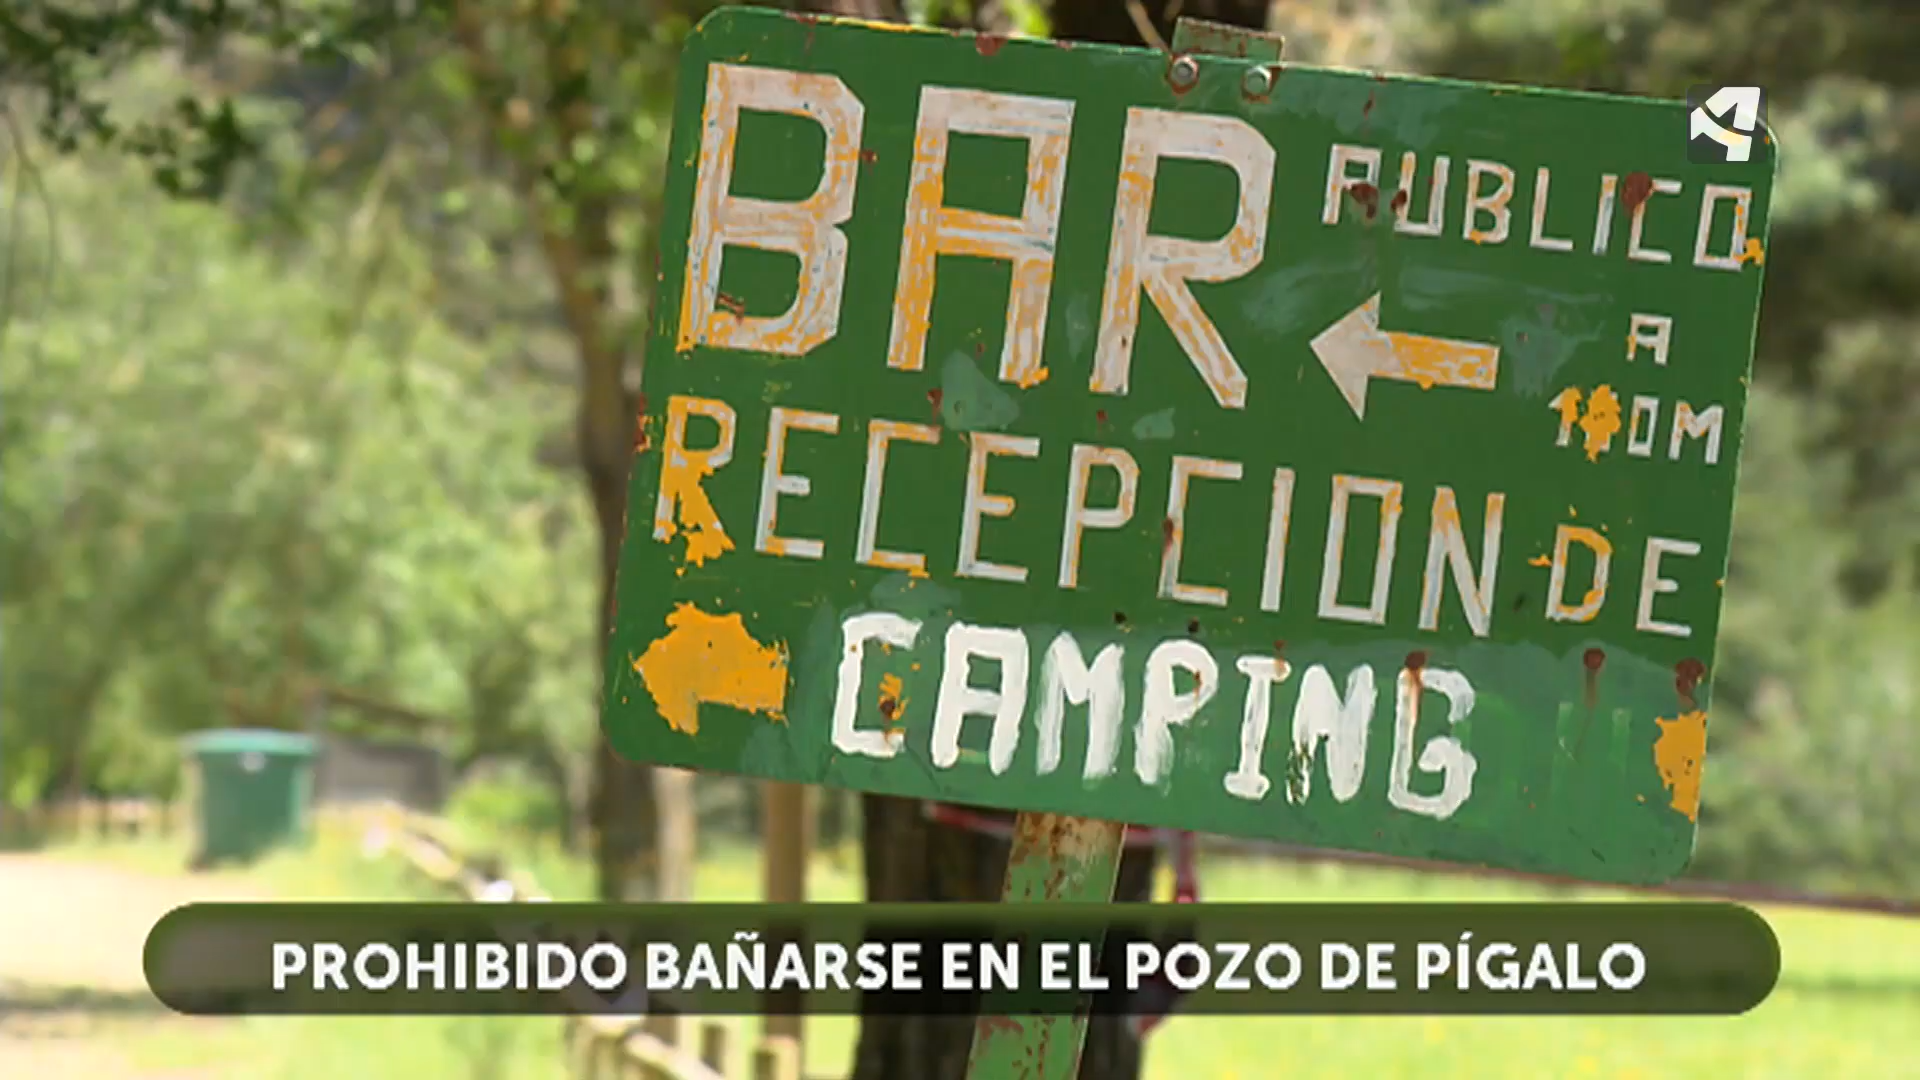 BAR PUBLICO
A
RECEPCION DE
CAMPING
PROHIBIDO BAÑARSE EN EL POZO DE PÍGALO